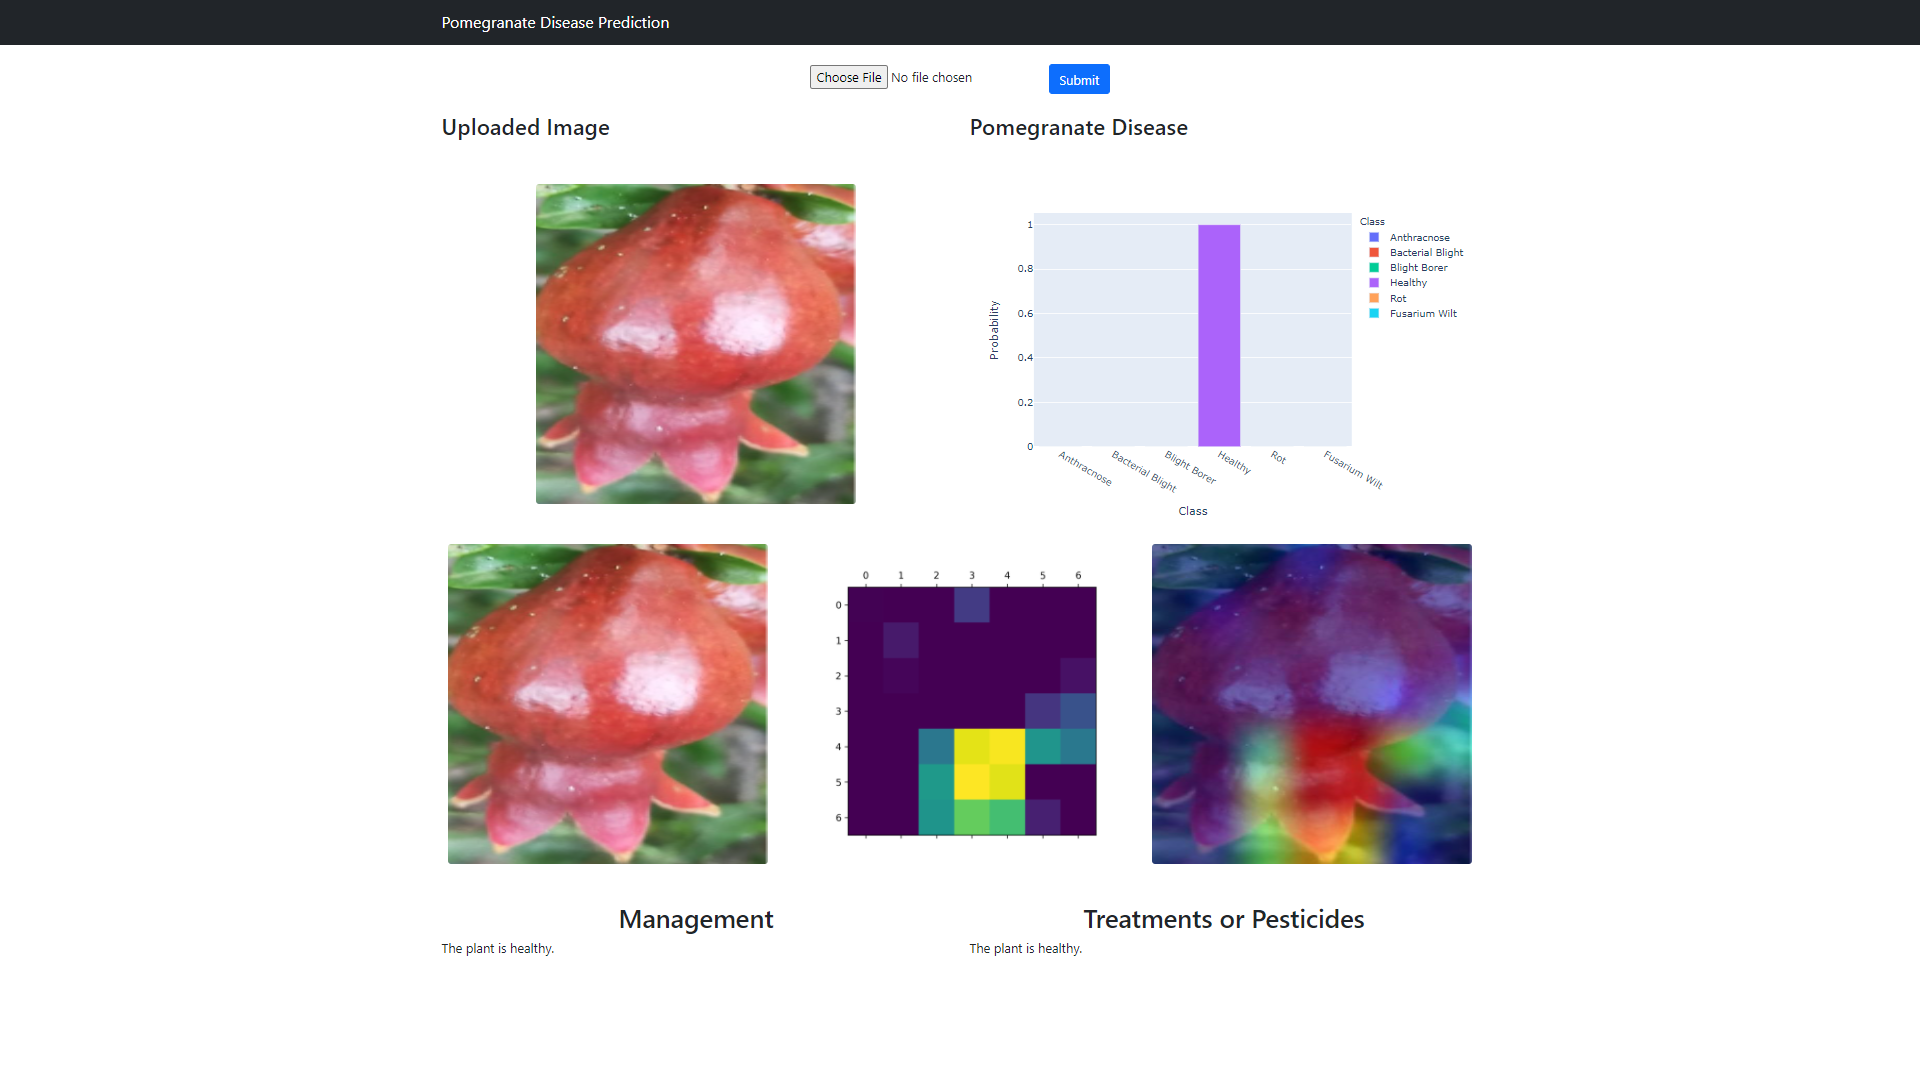 Pomegranate Disease Prediction
Choose File No file chosen Submit
Uploaded Image
Pomegranate Disease
Probability
1
0.8
0.6
0.4
0.2
0
Anthracnose
Bacterial Blight
Blight Borer
Healthy
Rot
Fusarium Wilt
Class
Class
Anthracnose
Bacterial Blight
Blight Borer
Healthy
Rot
Fusarium Wilt
0 1 2 3 4 5 6
0
1
2
3
4
5
6
Management
The plant is healthy.
Treatments or Pesticides
The plant is healthy.